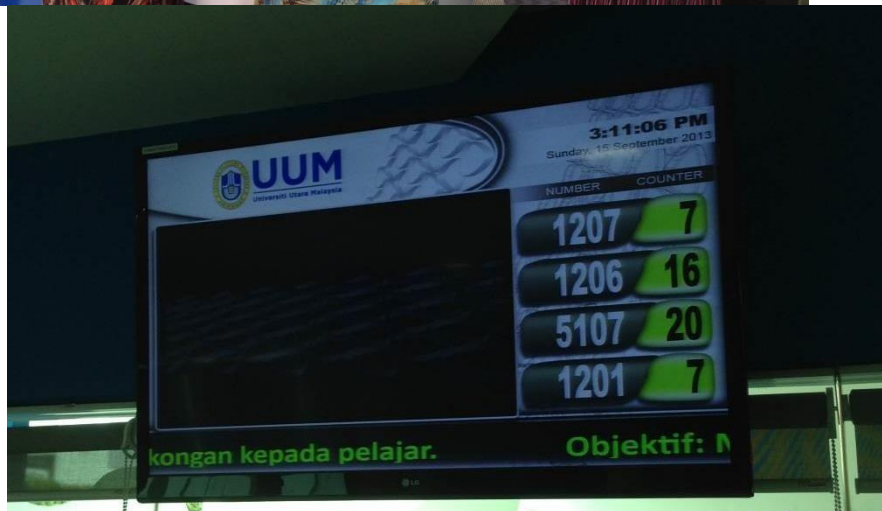 3:11:06 PM
Sunday, 15 September 2013
UUM
Universiti Utara Malaysia
NUMBER COUNTER
1207 7
1206 16
5107 20
1201 7
kongan kepada pelajar. Objektif:
LG